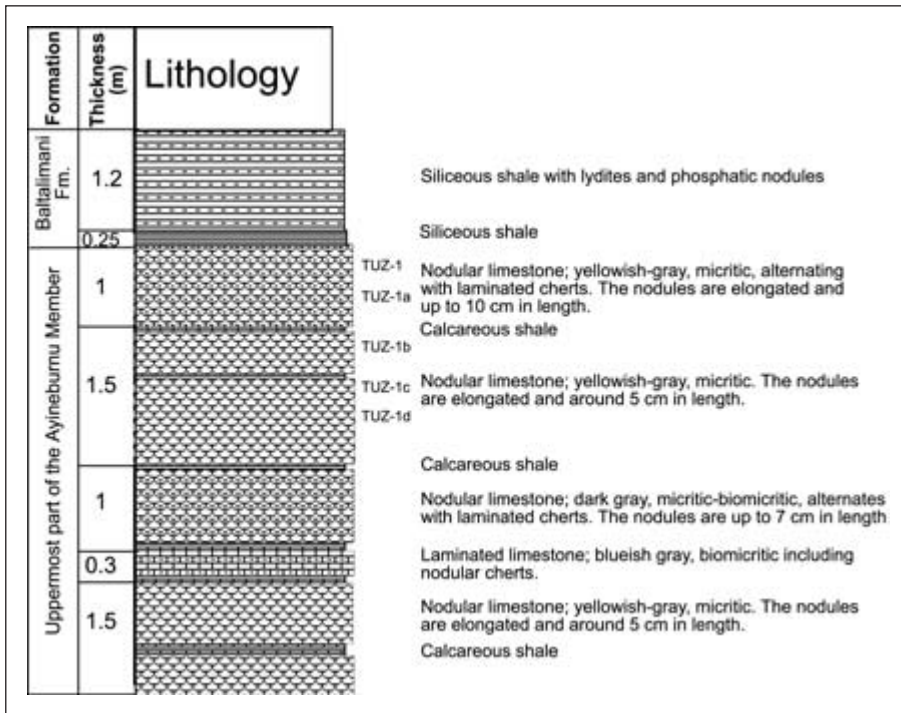 Formation
Thickness
(m)
Lithology
Baltalimani
Fm.
1.2
Siliceous shale with lydites and phosphatic nodules
0.25
Siliceous shale
Uppermost part of the Ayineburnu Member
1
TUZ-1
TUZ-1a
Nodular limestone; yellowish-gray, micritic, alternating
with laminated cherts. The nodules are elongated and
up to 10 cm in length.
Calcareous shale
1.5
TUZ-1b
TUZ-1c
TUZ-1d
Nodular limestone; yellowish-gray, micritic. The nodules
are elongated and around 5 cm in length.
Calcareous shale
1
Nodular limestone; dark gray, micritic-biomicritic, alternates
with laminated cherts. The nodules are up to 7 cm in length
0.3
Laminated limestone; blueish gray, biomicritic including
nodular cherts.
1.5
Nodular limestone; yellowish-gray, micritic. The nodules
are elongated and around 5 cm in length.
Calcareous shale